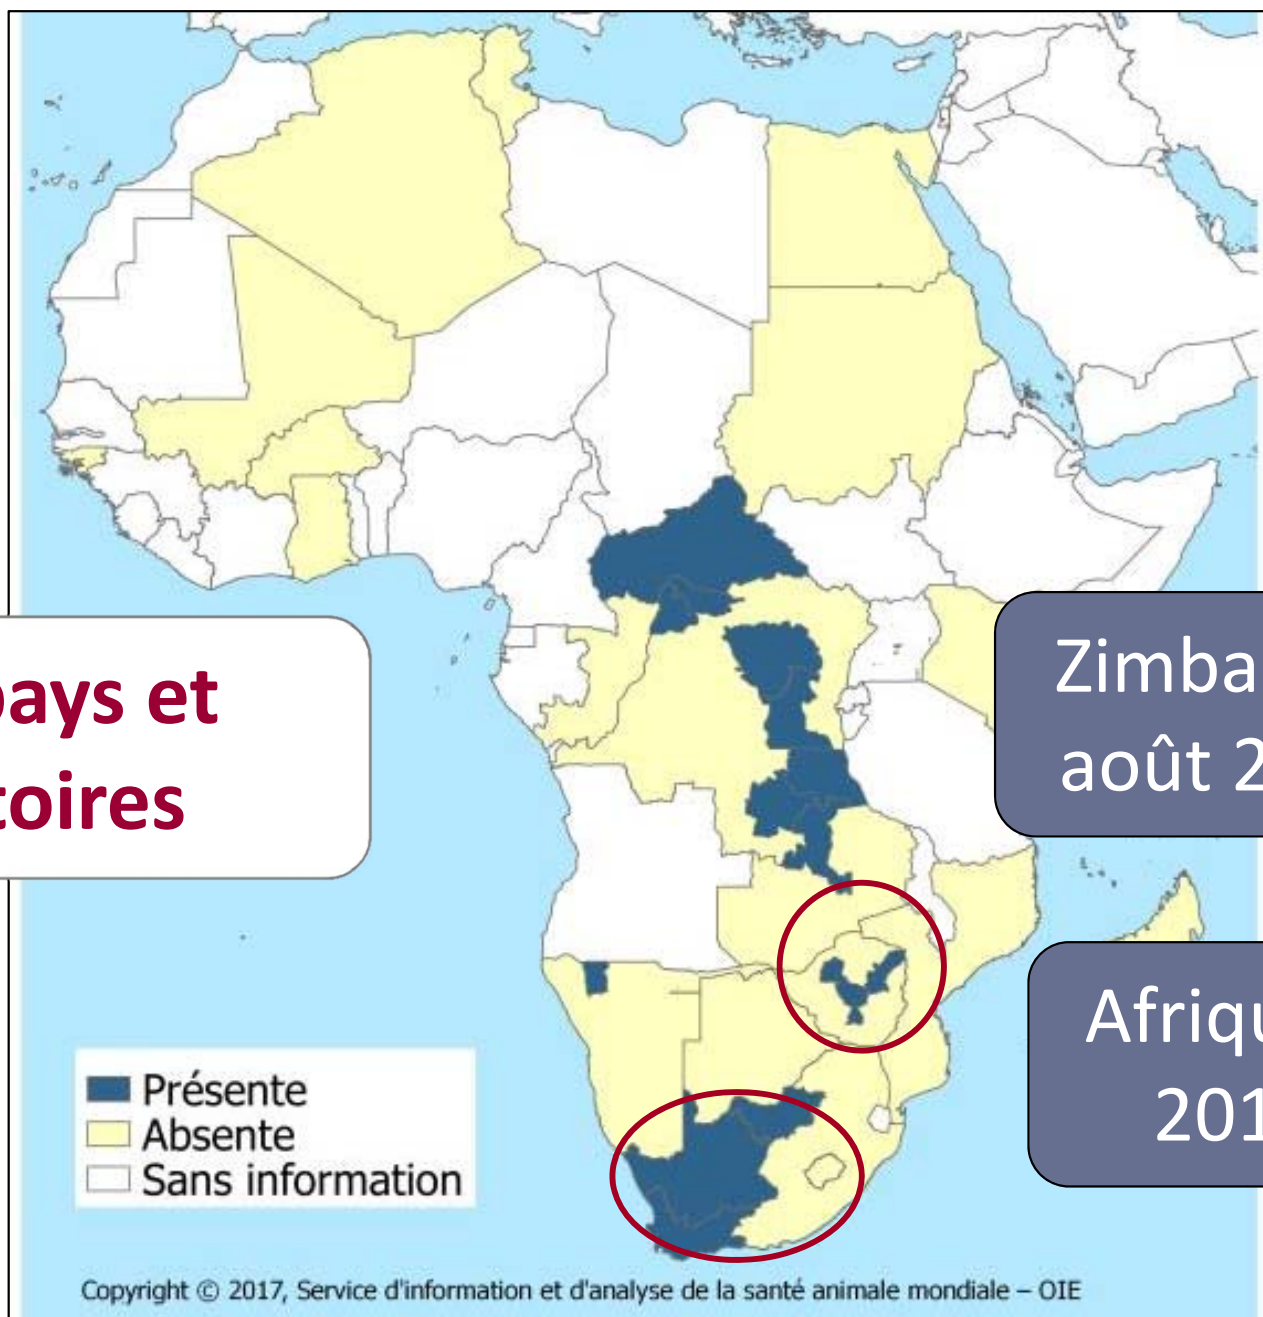 pays et
toires
Zimba
août 2
Afriqu
201
Présente
Absente
Sans information
Copyright © 2017, Service d'information et d'analyse de la santé animale mondiale – OIE